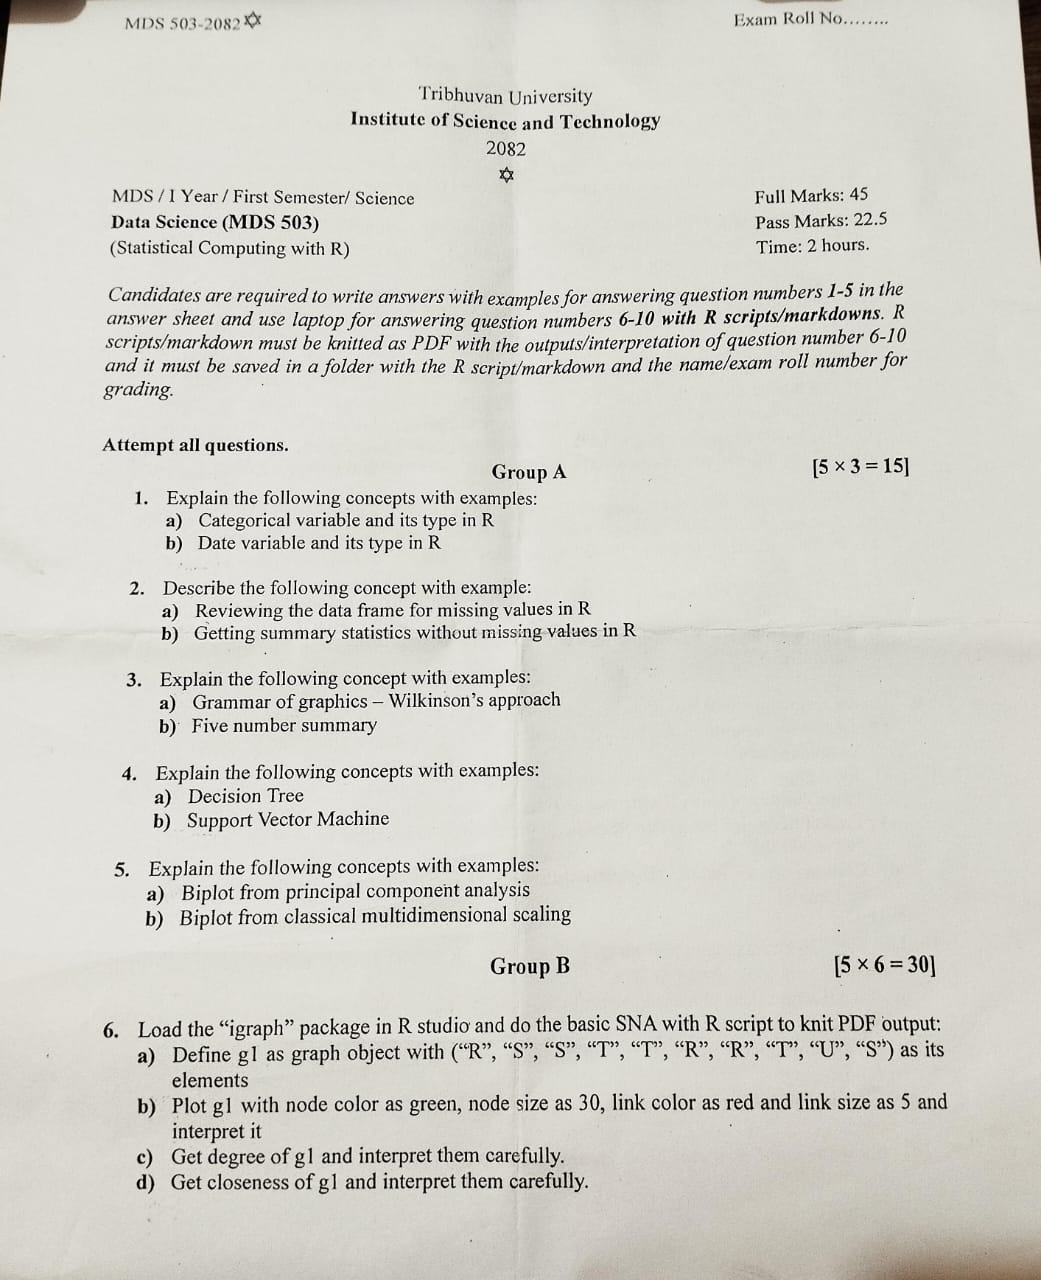 MDS 503-2082 ✡
Exam Roll No........
Tribhuvan University
Institute of Science and Technology
2082
✡
MDS / I Year / First Semester/ Science
Full Marks: 45
Data Science (MDS 503)
Pass Marks: 22.5
(Statistical Computing with R)
Time: 2 hours.
Candidates are required to write answers with examples for answering question numbers 1-5 in the
answer sheet and use laptop for answering question numbers 6-10 with R scripts/markdowns. R
scripts/markdown must be knitted as PDF with the outputs/interpretation of question number 6-10
and it must be saved in a folder with the R script/markdown and the name/exam roll number for
grading.
Attempt all questions.
Group A
[5 × 3 = 15]
1. Explain the following concepts with examples:
a) Categorical variable and its type in R
b) Date variable and its type in R
2. Describe the following concept with example:
a) Reviewing the data frame for missing values in R
b) Getting summary statistics without missing values in R
3. Explain the following concept with examples:
a) Grammar of graphics – Wilkinson's approach
b) Five number summary
4. Explain the following concepts with examples:
a) Decision Tree
b) Support Vector Machine
5. Explain the following concepts with examples:
a) Biplot from principal component analysis
b) Biplot from classical multidimensional scaling
Group B
[5 × 6 = 30]
6. Load the “igraph” package in R studio and do the basic SNA with R script to knit PDF output:
a) Define g1 as graph object with (“R”, “S”, “S”, “T”, “T”, “R”, “R”, “T”, “U”, “S”) as its
elements
b) Plot g1 with node color as green, node size as 30, link color as red and link size as 5 and
interpret it
c) Get degree of g1 and interpret them carefully.
d) Get closeness of g1 and interpret them carefully.